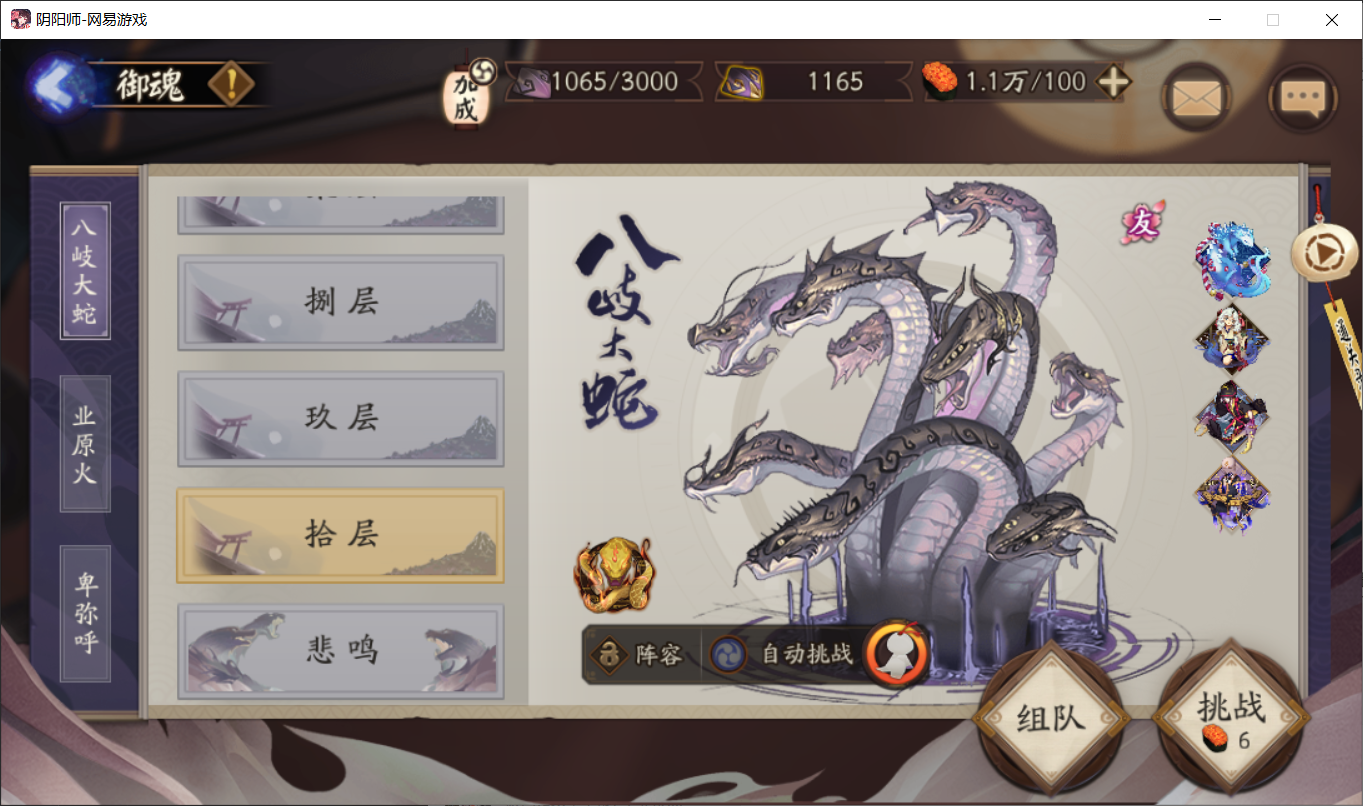 阴阳师-网易游戏
御魂
加成
1065/3000
1165
1.1万/100
八岐大蛇
业原火
卑弥呼
捌层
玖层
拾层
悲鸣
八岐大蛇
友
阵容
自动挑战
组队
挑战
6